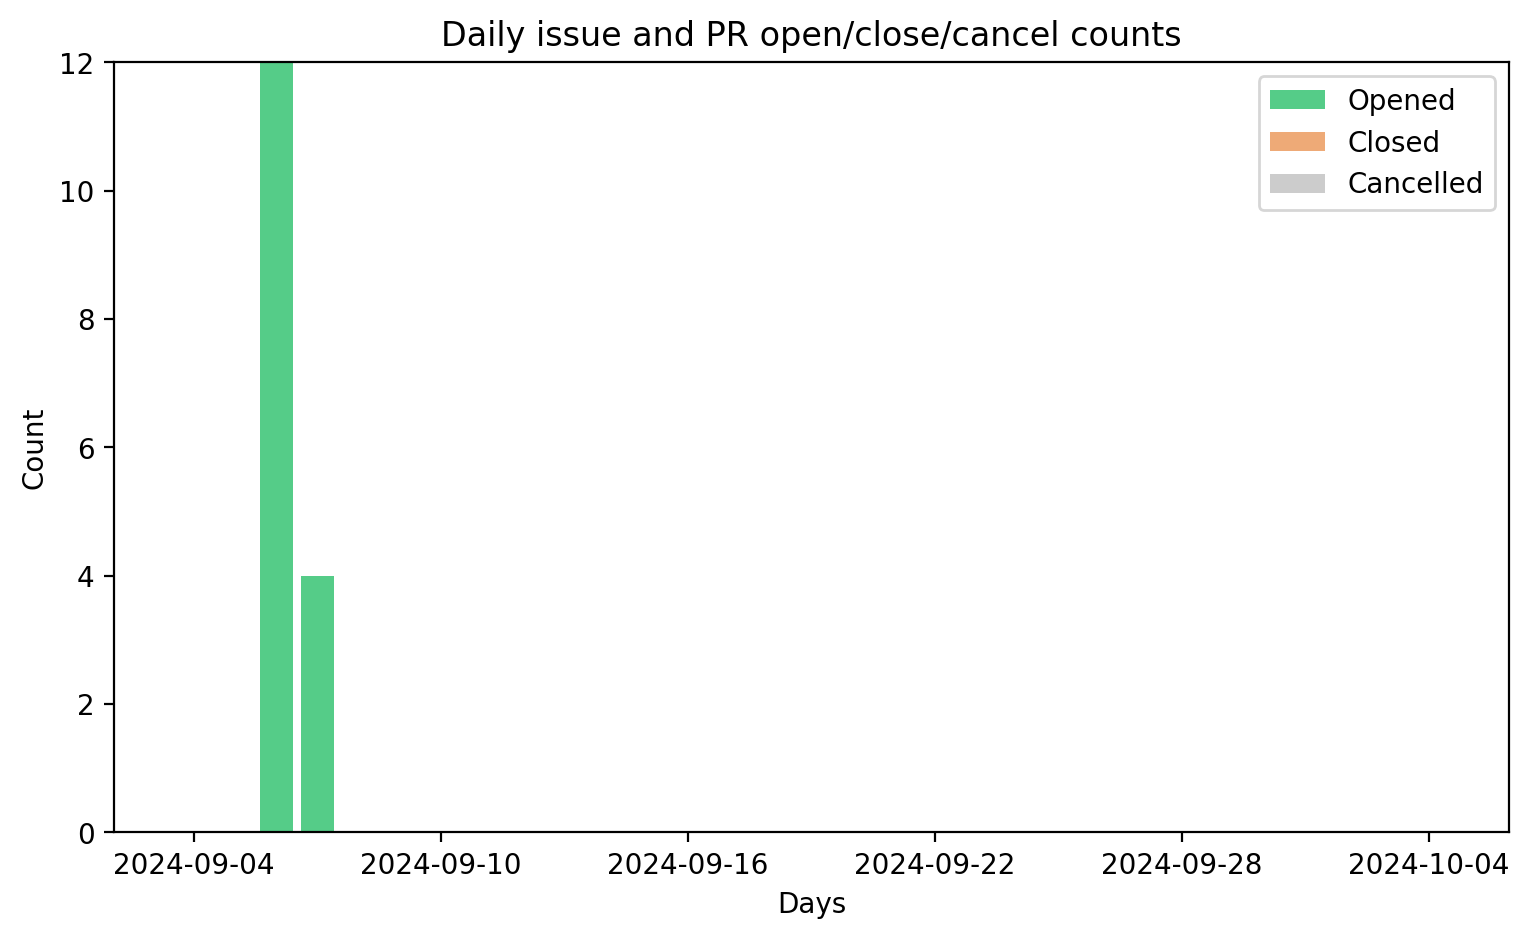 Daily issue and PR open/close/cancel counts
12
10
8
6
4
2
0
Count
Opened
Closed
Cancelled
2024-09-04
2024-09-10
2024-09-16
2024-09-22
2024-09-28
2024-10-04
Days